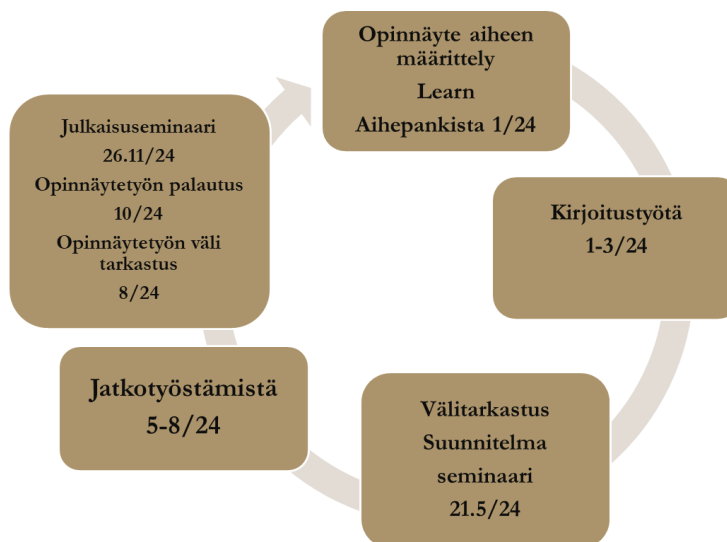 Opinnäyte aiheen
määrittely
Learn
Aihepankista 1/24
Kirjoitustyötä
1-3/24
Välitarkastus
Suunnitelma
seminaari
21.5/24
Jatkotyöstämistä
5-8/24
Julkaisuseminaari
26.11/24
Opinnäytetyön palautus
10/24
Opinnäytetyön väli
tarkastus
8/24